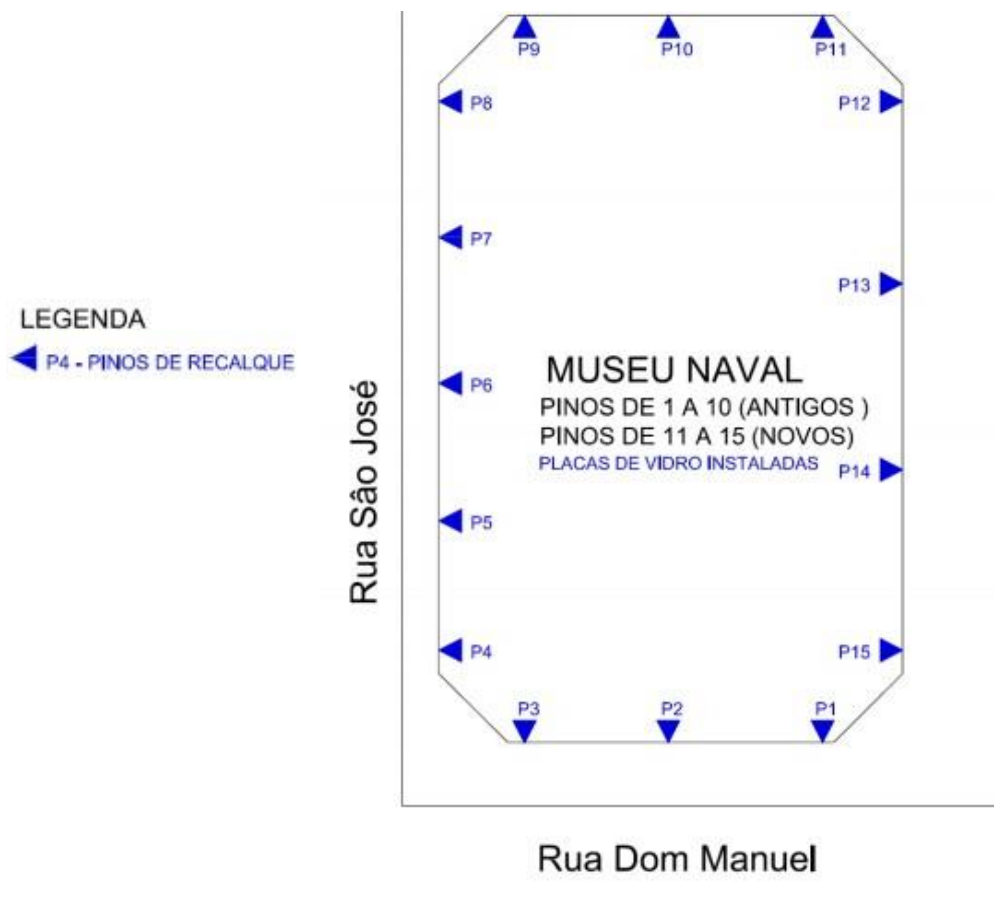 P9 P10 P11
P8 P12
P7
P13
LEGENDA
P4 - PINOS DE RECALQUE
MUSEU NAVAL
P6
PINOS DE 1 A 10 (ANTIGOS )
PINOS DE 11 A 15 (NOVOS)
PLACAS DE VIDRO INSTALADAS
P14
Rua Sâo José
P5
P4 P15
P3 P2 P1
Rua Dom Manuel